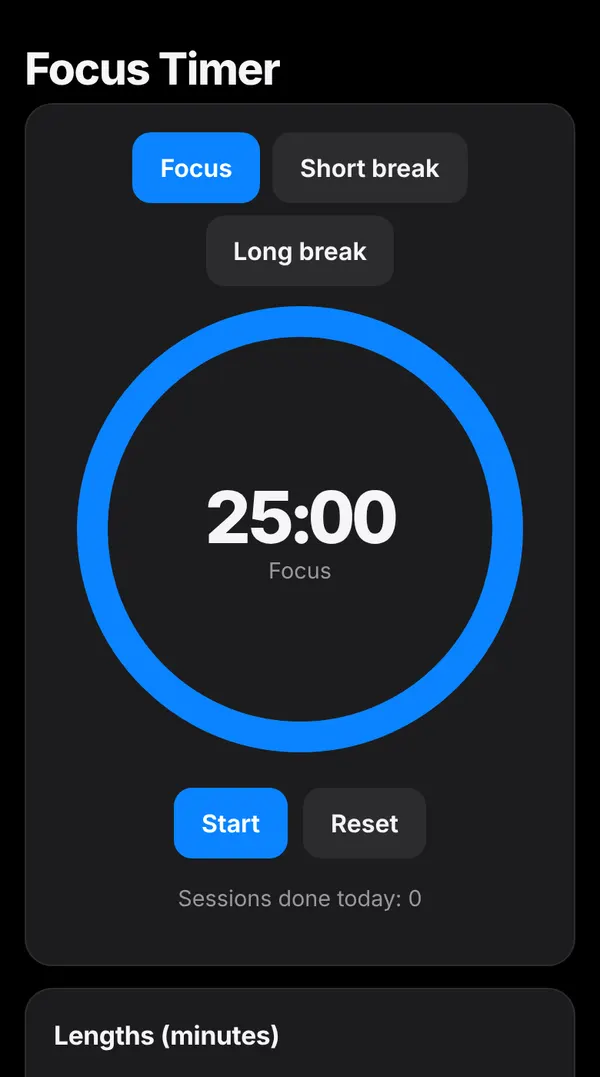 Focus Timer
Focus Short break
Long break
25:00
Focus
Start Reset
Sessions done today: 0
Lengths (minutes)